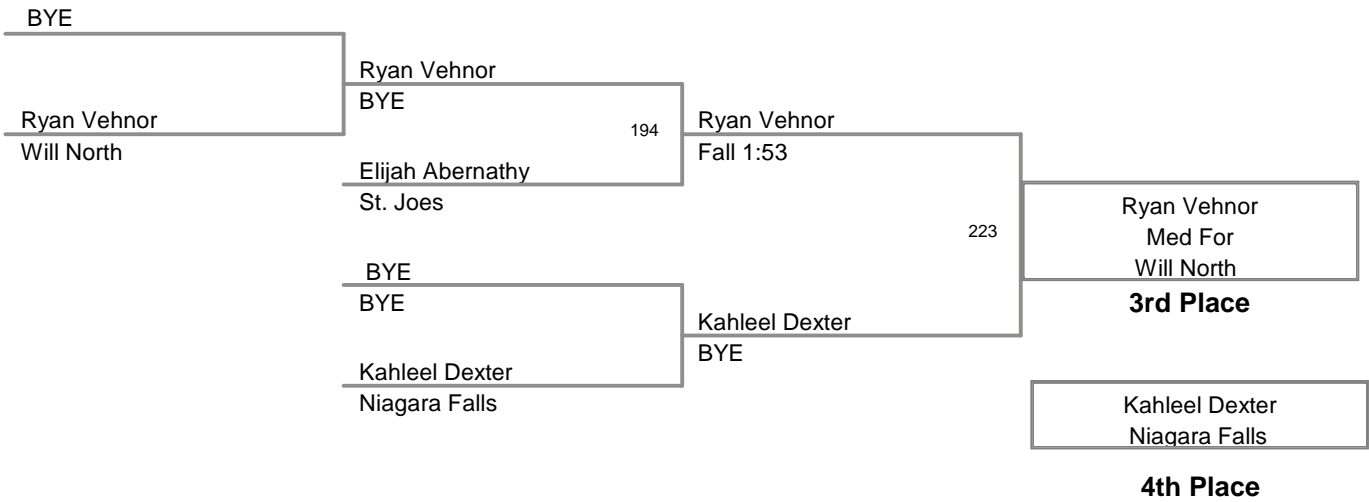 BYE
Ryan Vehnor
BYE
Ryan Vehnor
Will North
194
Ryan Vehnor
Fall 1:53
Elijah Abernathy
St. Joes
Ryan Vehnor
Med For
Will North
223
BYE
BYE
3rd Place
Kahleel Dexter
BYE
Kahleel Dexter
Niagara Falls
Kahleel Dexter
Niagara Falls
4th Place